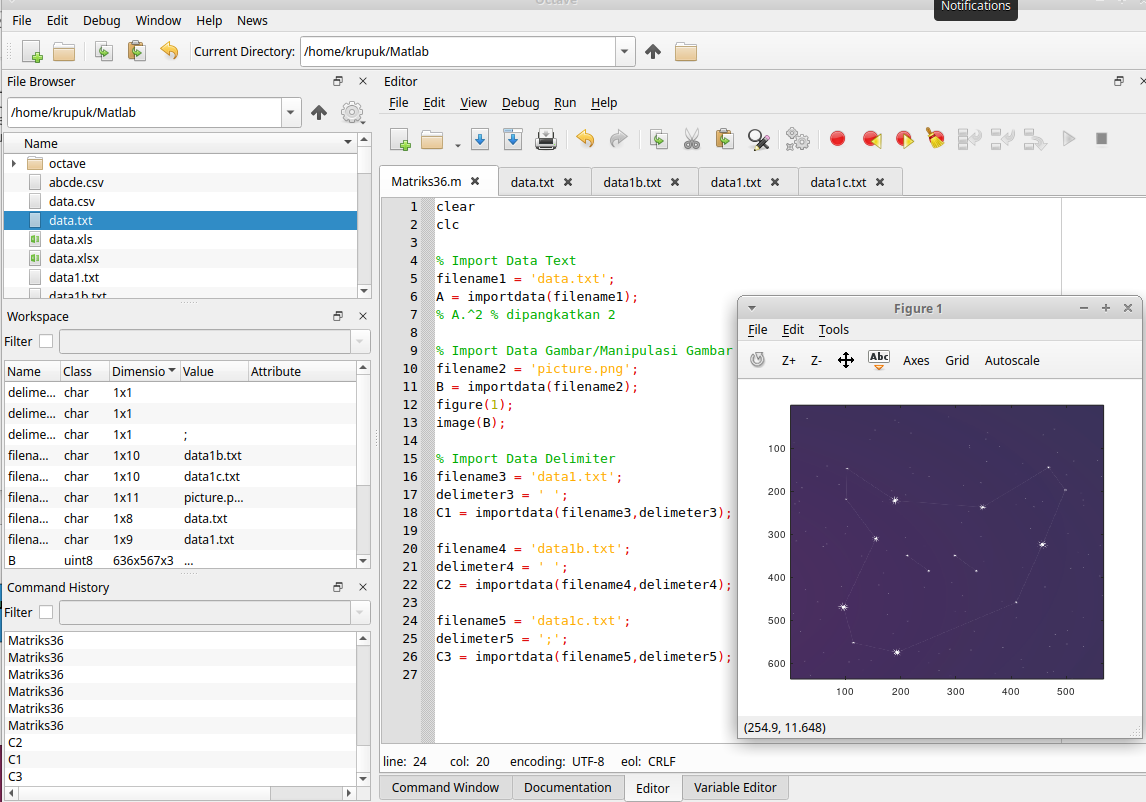 Octave
Notifications
File Edit Debug Window Help News
Current Directory: /home/krupuk/Matlab
File Browser
/home/krupuk/Matlab
Name
octave
abcde.csv
data.csv
data.txt
data.xls
data.xlsx
data1.txt
data1b.txt
Workspace
Filter
Name Class Dimensio Value Attribute
delime... char 1x1
delime... char 1x1
delime... char 1x1 ;
filena... char 1x10 data1b.txt
filena... char 1x10 data1c.txt
filena... char 1x11 picture.p...
filena... char 1x8 data.txt
filena... char 1x9 data1.txt
B uint8 636x567x3 ...
Command History
Filter
Matriks36
Matriks36
Matriks36
Matriks36
Matriks36
Matriks36
C2
C1
C3
Editor
File Edit View Debug Run Help
Matriks36.m data.txt data1b.txt data1.txt data1c.txt
1 clear
2 clc
3
4 % Import Data Text
5 filename1 = 'data.txt';
6 A = importdata(filename1);
7 % A.^2 % dipangkatkan 2
8
9 % Import Data Gambar/Manipulasi Gambar
10 filename2 = 'picture.png';
11 B = importdata(filename2);
12 figure(1);
13 image(B);
14
15 % Import Data Delimiter
16 filename3 = 'data1.txt';
17 delimeter3 = ' ';
18 C1 = importdata(filename3,delimeter3);
19
20 filename4 = 'data1b.txt';
21 delimeter4 = ' ';
22 C2 = importdata(filename4,delimeter4);
23
24 filename5 = 'data1c.txt';
25 delimeter5 = ';';
26 C3 = importdata(filename5,delimeter5);
27
line: 24 col: 20 encoding: UTF-8 eol: CRLF
Command Window Documentation Editor Variable Editor
Figure 1
File Edit Tools
Z+ Z- Abc Axes Grid Autoscale
100
200
300
400
500
600
100 200 300 400 500
(254.9, 11.648)